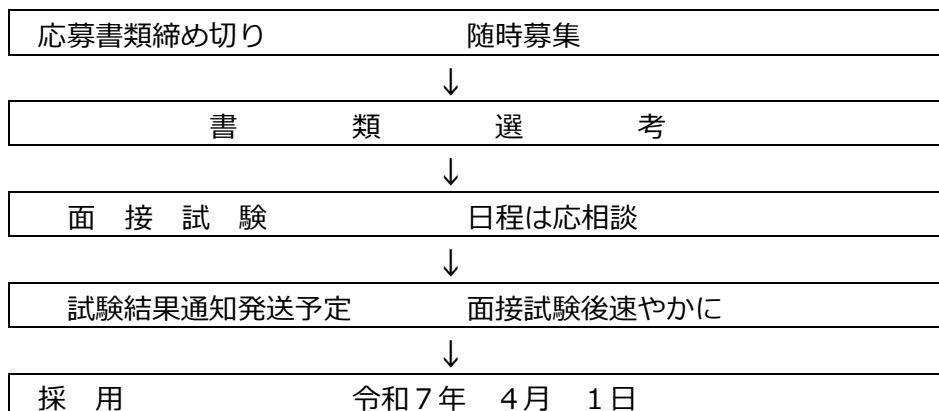 応募書類締め切り　　　　　　　随時募集
↓
書　　　　類　　　　選　　　　考
↓
面　接　試　験　　　　　　　日程は応相談
↓
試験結果通知発送予定　　　　面接試験後速やかに
↓
採　用　　　　　　　　令和７年　４月　１日